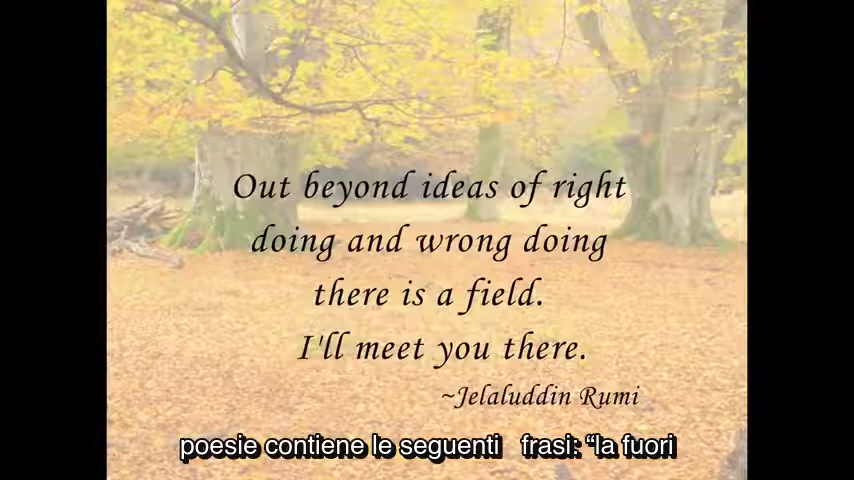 Out beyond ideas of right
doing and wrong doing
there is a field.
I'll meet you there.
~Jelaluddin Rumi
poesie contiene le seguenti frasi: “la fuori